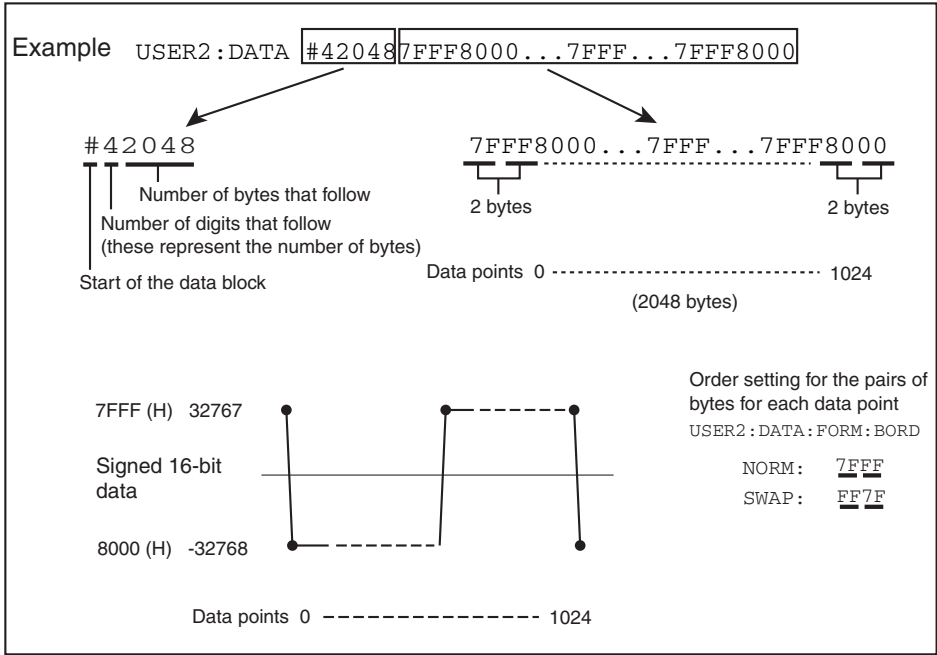 Example USER2:DATA #420487FFF8000...7FFF...7FFF8000
#42048
Number of bytes that follow
Number of digits that follow
(these represent the number of bytes)
Start of the data block
7FFF8000...7FFF...7FFF8000
2 bytes
2 bytes
Data points 0 1024
(2048 bytes)
7FFF (H) 32767
Signed 16-bit
data
8000 (H) -32768
Data points 0 1024
Order setting for the pairs of
bytes for each data point
USER2:DATA:FORM:BORD
NORM: 7FFF
SWAP: FF7F